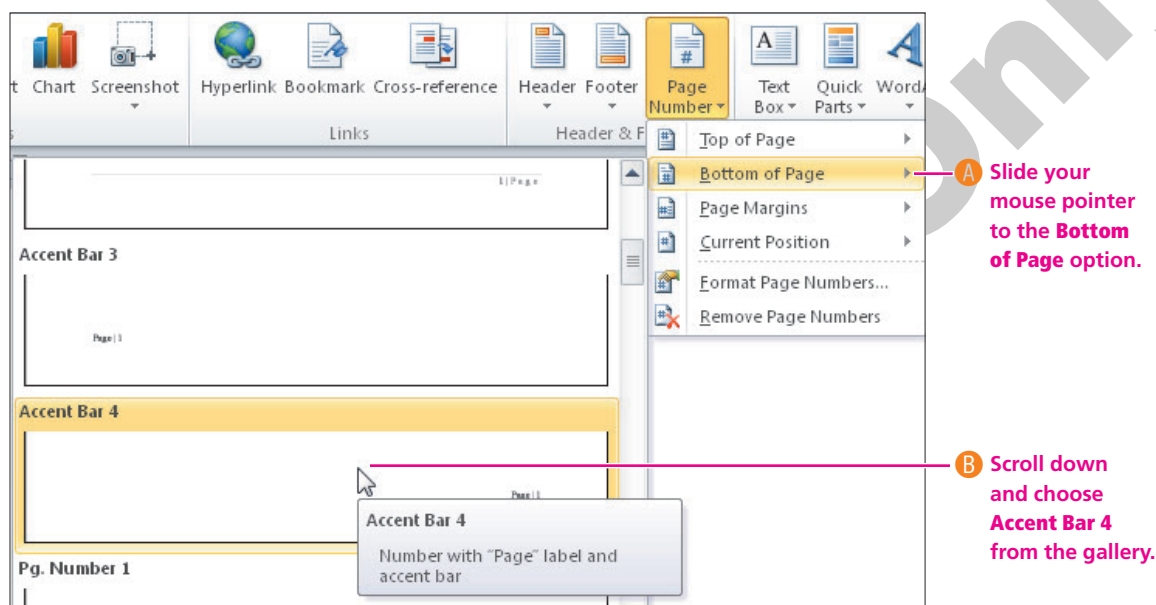 Chart Screenshot Hyperlink Bookmark Cross-reference Header Footer Page Number Text Box Quick Parts
Links
Header & F
Top of Page
Bottom of Page
Page Margins
Current Position
Format Page Numbers...
Remove Page Numbers
A Slide your
mouse pointer
to the Bottom
of Page option.
1 | Page
Accent Bar 3
Page | 1
Accent Bar 4
Page | 1
Accent Bar 4
Number with "Page" label and
accent bar
Pg. Number 1
B Scroll down
and choose
Accent Bar 4
from the gallery.